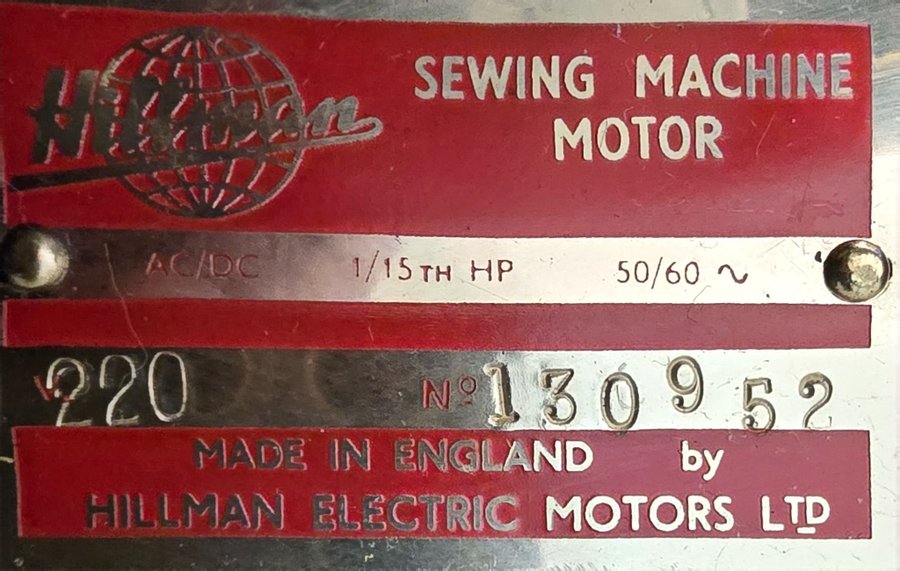 Hillman
SEWING MACHINE
MOTOR
AC/DC 1/15TH HP 50/60 ~
V. 220 Nº 130952
MADE IN ENGLAND by
HILLMAN ELECTRIC MOTORS LTD